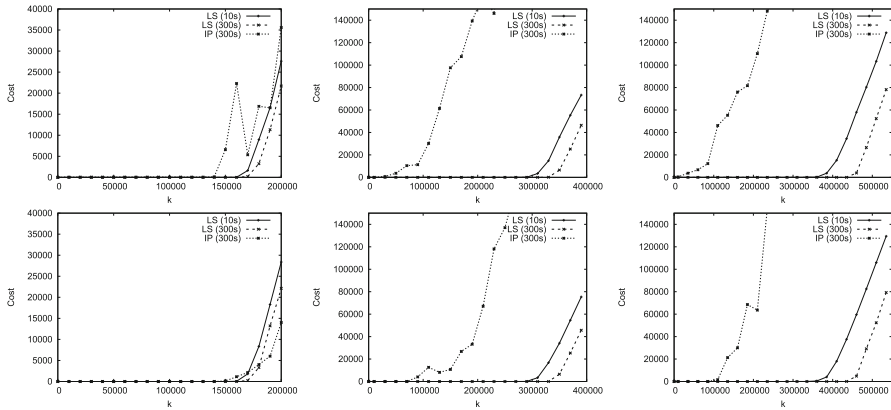 40000
35000
30000
25000
20000
15000
10000
5000
0
Cost
LS (10s)
LS (300s)
IP (300s)
0
50000
100000
150000
200000
k
140000
120000
100000
80000
60000
40000
20000
0
Cost
LS (10s)
LS (300s)
IP (300s)
0
100000
200000
300000
400000
k
140000
120000
100000
80000
60000
40000
20000
0
Cost
LS (10s)
LS (300s)
IP (300s)
0
100000
200000
300000
400000
500000
k
40000
35000
30000
25000
20000
15000
10000
5000
0
Cost
LS (10s)
LS (300s)
IP (300s)
0
50000
100000
150000
200000
k
140000
120000
100000
80000
60000
40000
20000
0
Cost
LS (10s)
LS (300s)
IP (300s)
0
100000
200000
300000
400000
k
140000
120000
100000
80000
60000
40000
20000
0
Cost
LS (10s)
LS (300s)
IP (300s)
0
100000
200000
300000
400000
500000
k